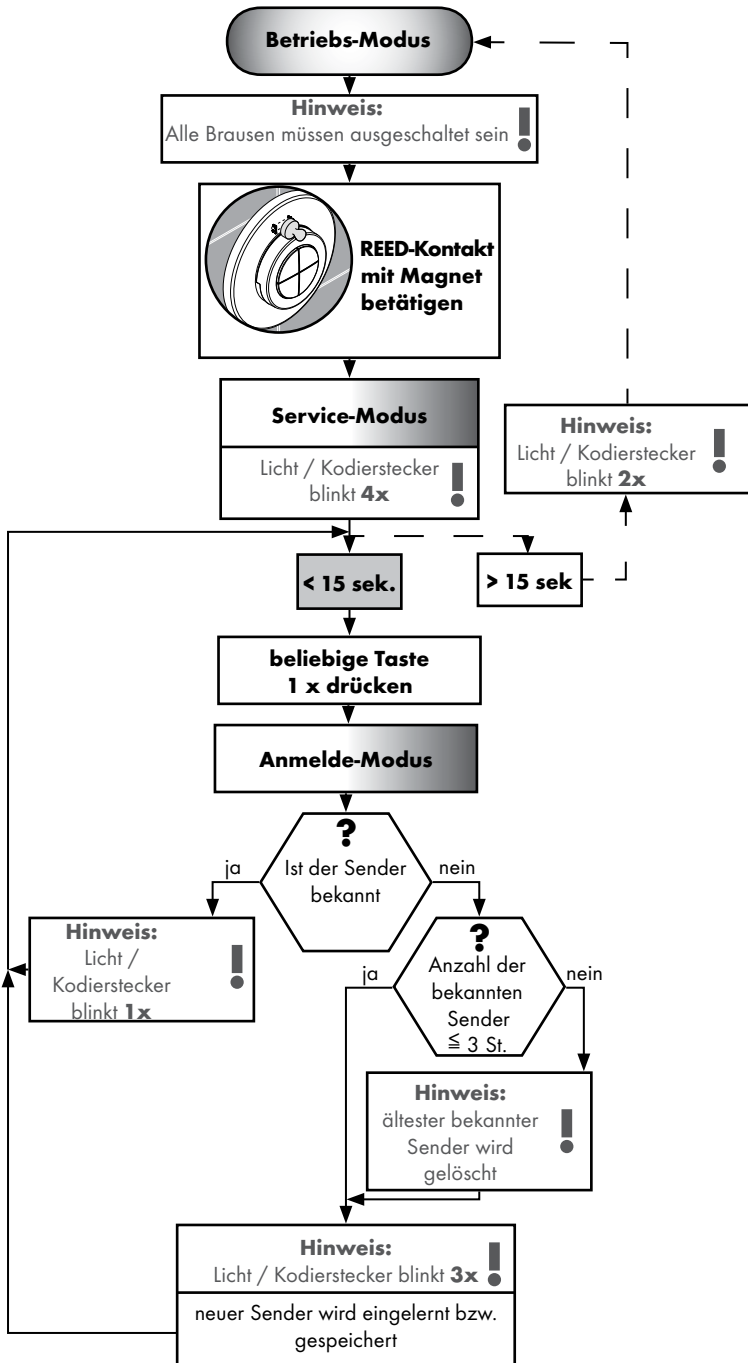 Betriebs-Modus
Hinweis:
Alle Brausen müssen ausgeschaltet sein
!
REED-Kontakt
mit Magnet
betätigen
Service-Modus
Licht / Kodierstecker
blinkt 4x
!
Hinweis:
Licht / Kodierstecker
blinkt 2x
!
< 15 sek.
> 15 sek
beliebige Taste
1 x drücken
Anmelde-Modus
?
Ist der Sender
bekannt
ja
nein
Hinweis:
Licht /
Kodierstecker
blinkt 1x
!
?
Anzahl der
bekannten
Sender
≦ 3 St.
ja
nein
Hinweis:
ältester bekannter
Sender wird
gelöscht
!
Hinweis:
Licht / Kodierstecker blinkt 3x
!
neuer Sender wird eingelernt bzw.
gespeichert